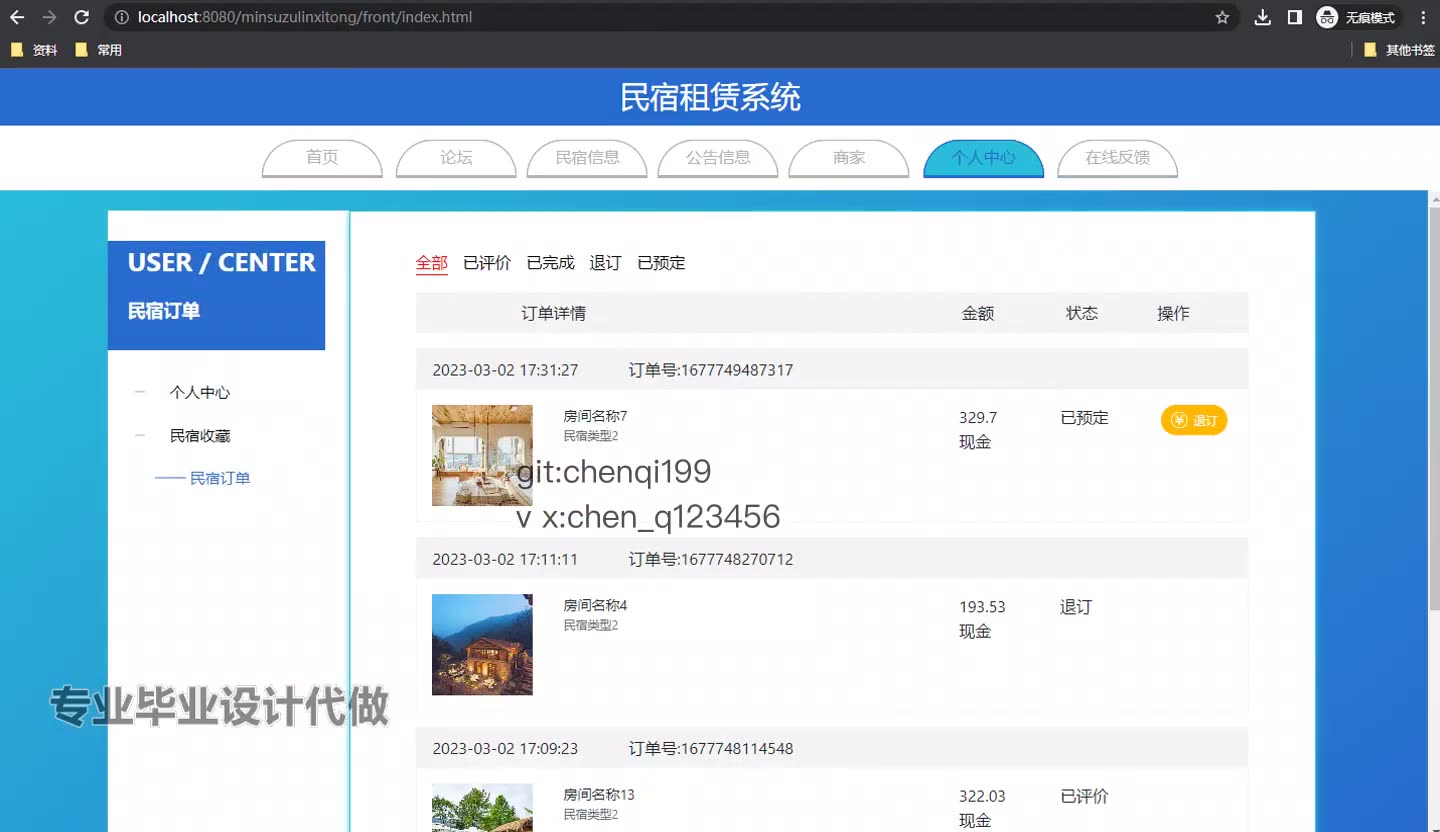 localhost:8080/minsuzulinxitong/front/index.html
无痕模式
资料 常用 其他书签
民宿租赁系统
首页 论坛 民宿信息 公告信息 商家 个人中心 在线反馈
USER / CENTER
民宿订单
个人中心
民宿收藏
民宿订单
全部 已评价 已完成 退订 已预定
订单详情 金额 状态 操作
2023-03-02 17:31:27 订单号:1677749487317
房间名称7 329.7 已预定 退订
民宿类型2 现金
git:chenqi199
v x:chen_q123456
2023-03-02 17:11:11 订单号:1677748270712
房间名称4 193.53 退订
民宿类型2 现金
专业毕业设计代做
2023-03-02 17:09:23 订单号:1677748114548
房间名称13 322.03 已评价
民宿类型2 现金